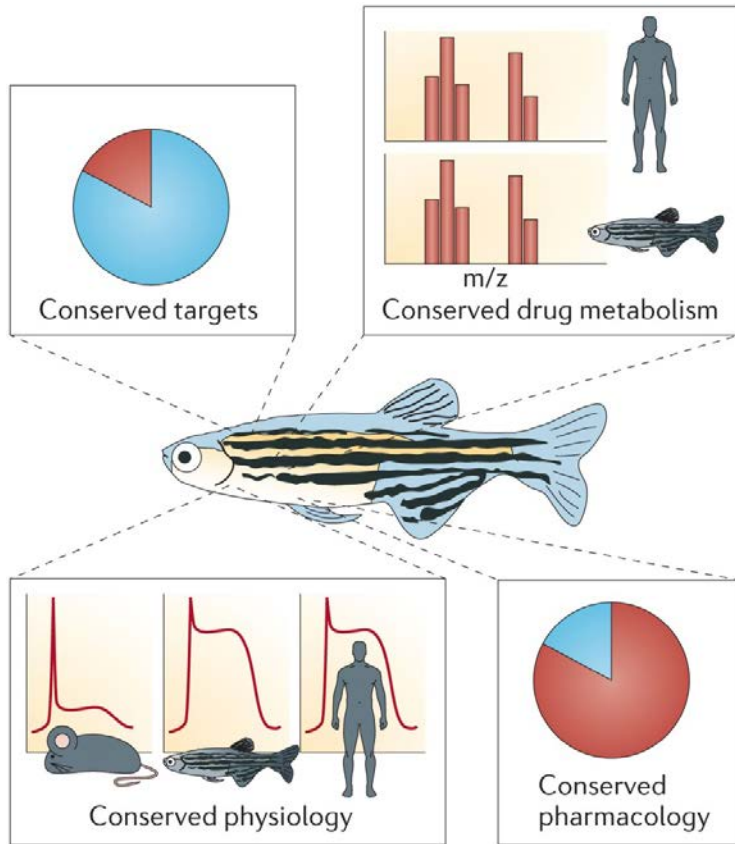 Conserved targets
m/z
Conserved drug metabolism
Conserved physiology
Conserved
pharmacology